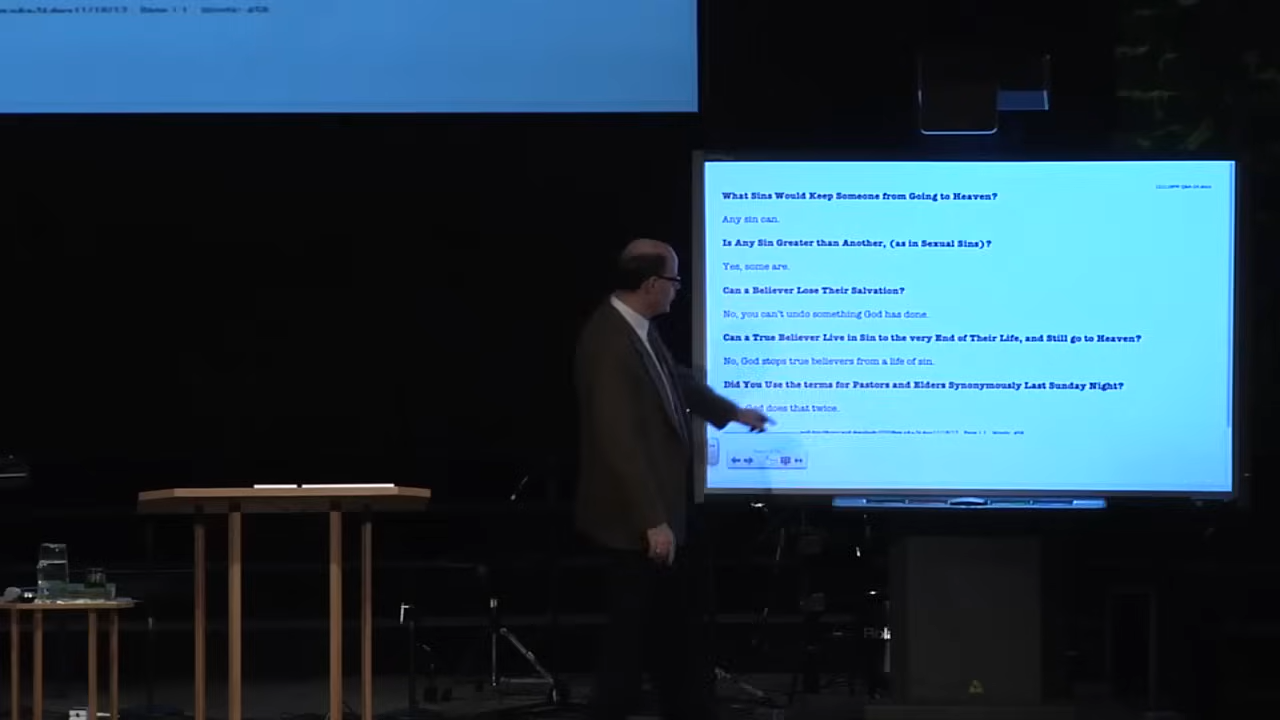 What Sins Would Keep Someone from Going to Heaven?
Any sin can.
Is Any Sin Greater than Another, (as in Sexual Sins)?
Yes, some are.
Can a Believer Lose Their Salvation?
No, you can't undo something God has done.
Can a True Believer Live in Sin to the very End of Their Life, and Still go to Heaven?
No, God stops true believers from a life of sin.
Did You Use the terms for Pastors and Elders Synonymously Last Sunday Night?
God does that twice.